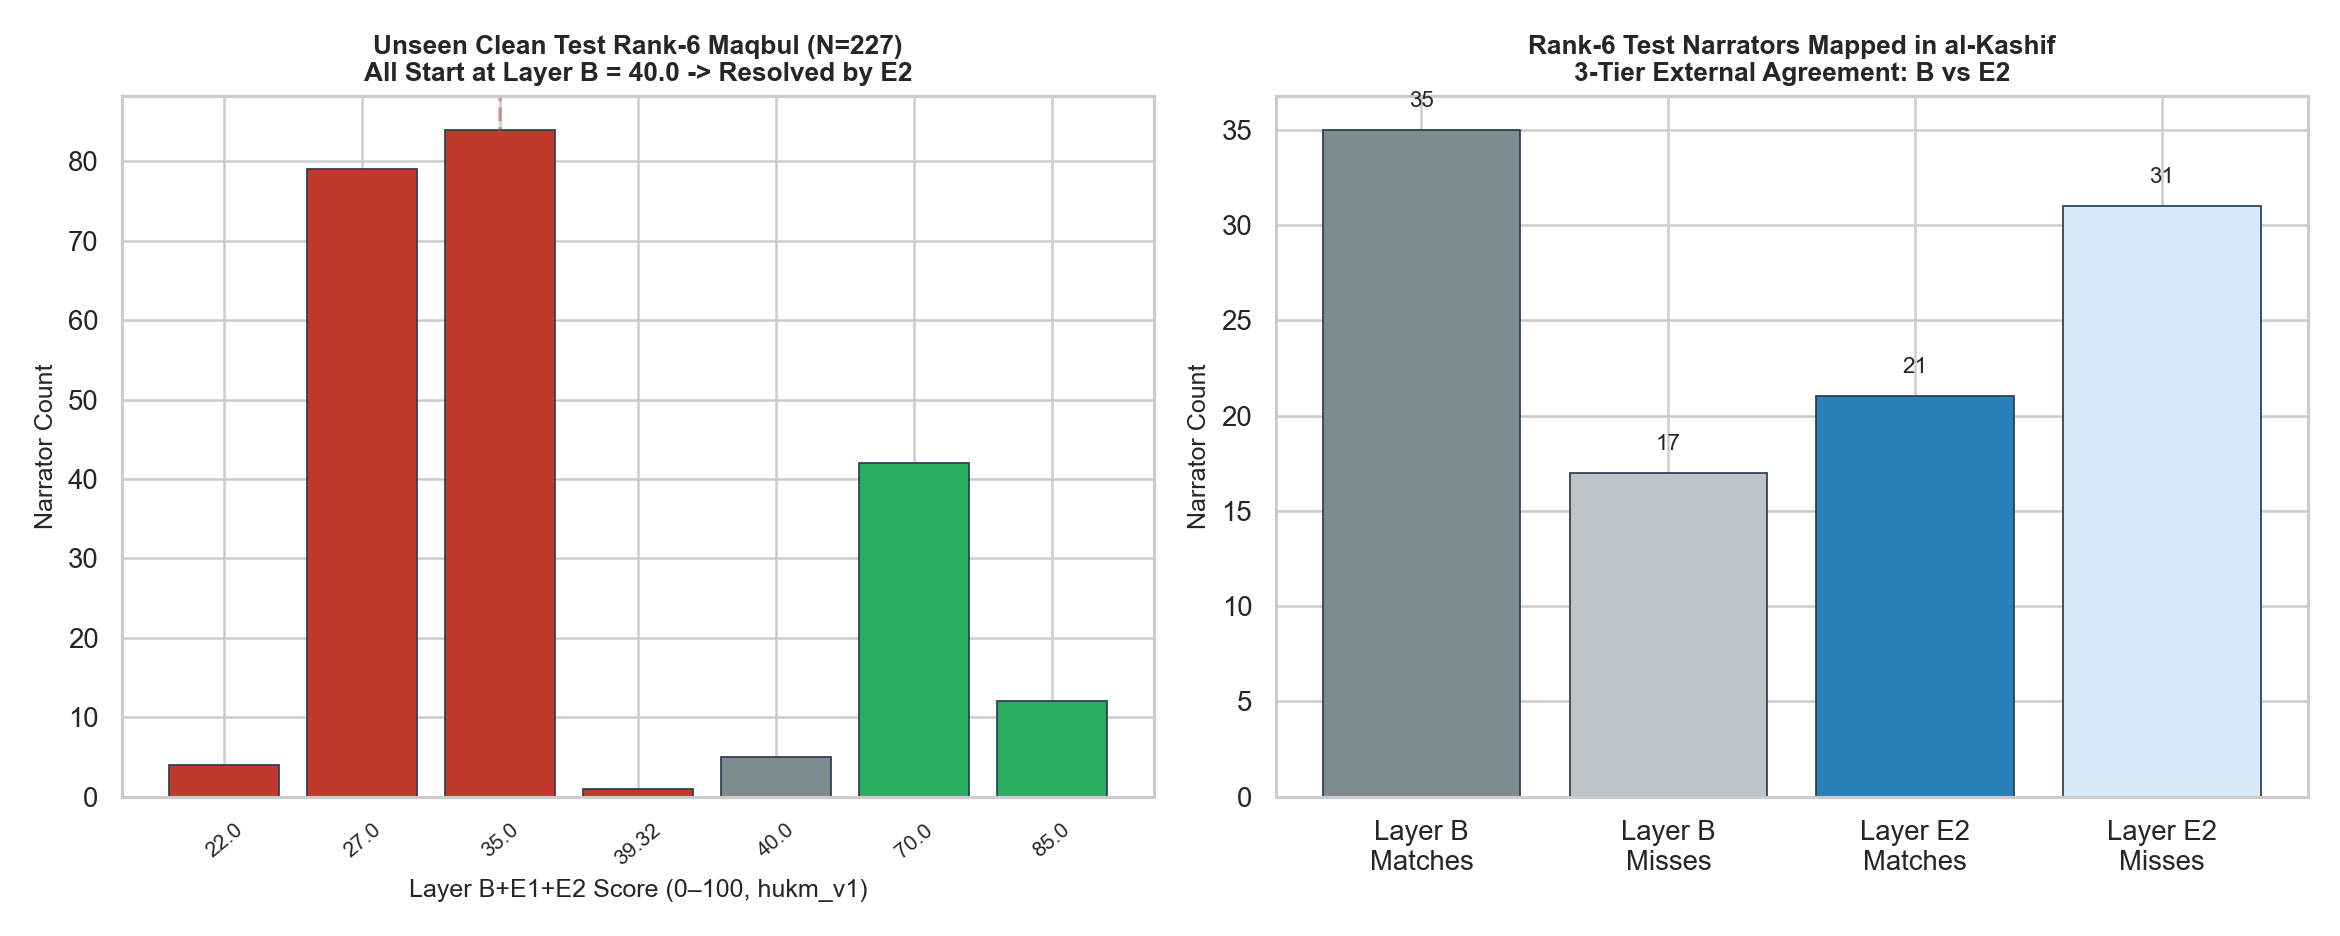 Unseen Clean Test Rank-6 Maqbul (N=227)
All Start at Layer B = 40.0 -> Resolved by E2
Narrator Count
80
70
60
50
40
30
20
10
0
22.0
27.0
35.0
39.32
40.0
70.0
85.0
Layer B+E1+E2 Score (0–100, hukm_v1)
Rank-6 Test Narrators Mapped in al-Kashif
3-Tier External Agreement: B vs E2
Narrator Count
35
30
25
20
15
10
5
0
35
17
21
31
Layer B
Matches
Layer B
Misses
Layer E2
Matches
Layer E2
Misses